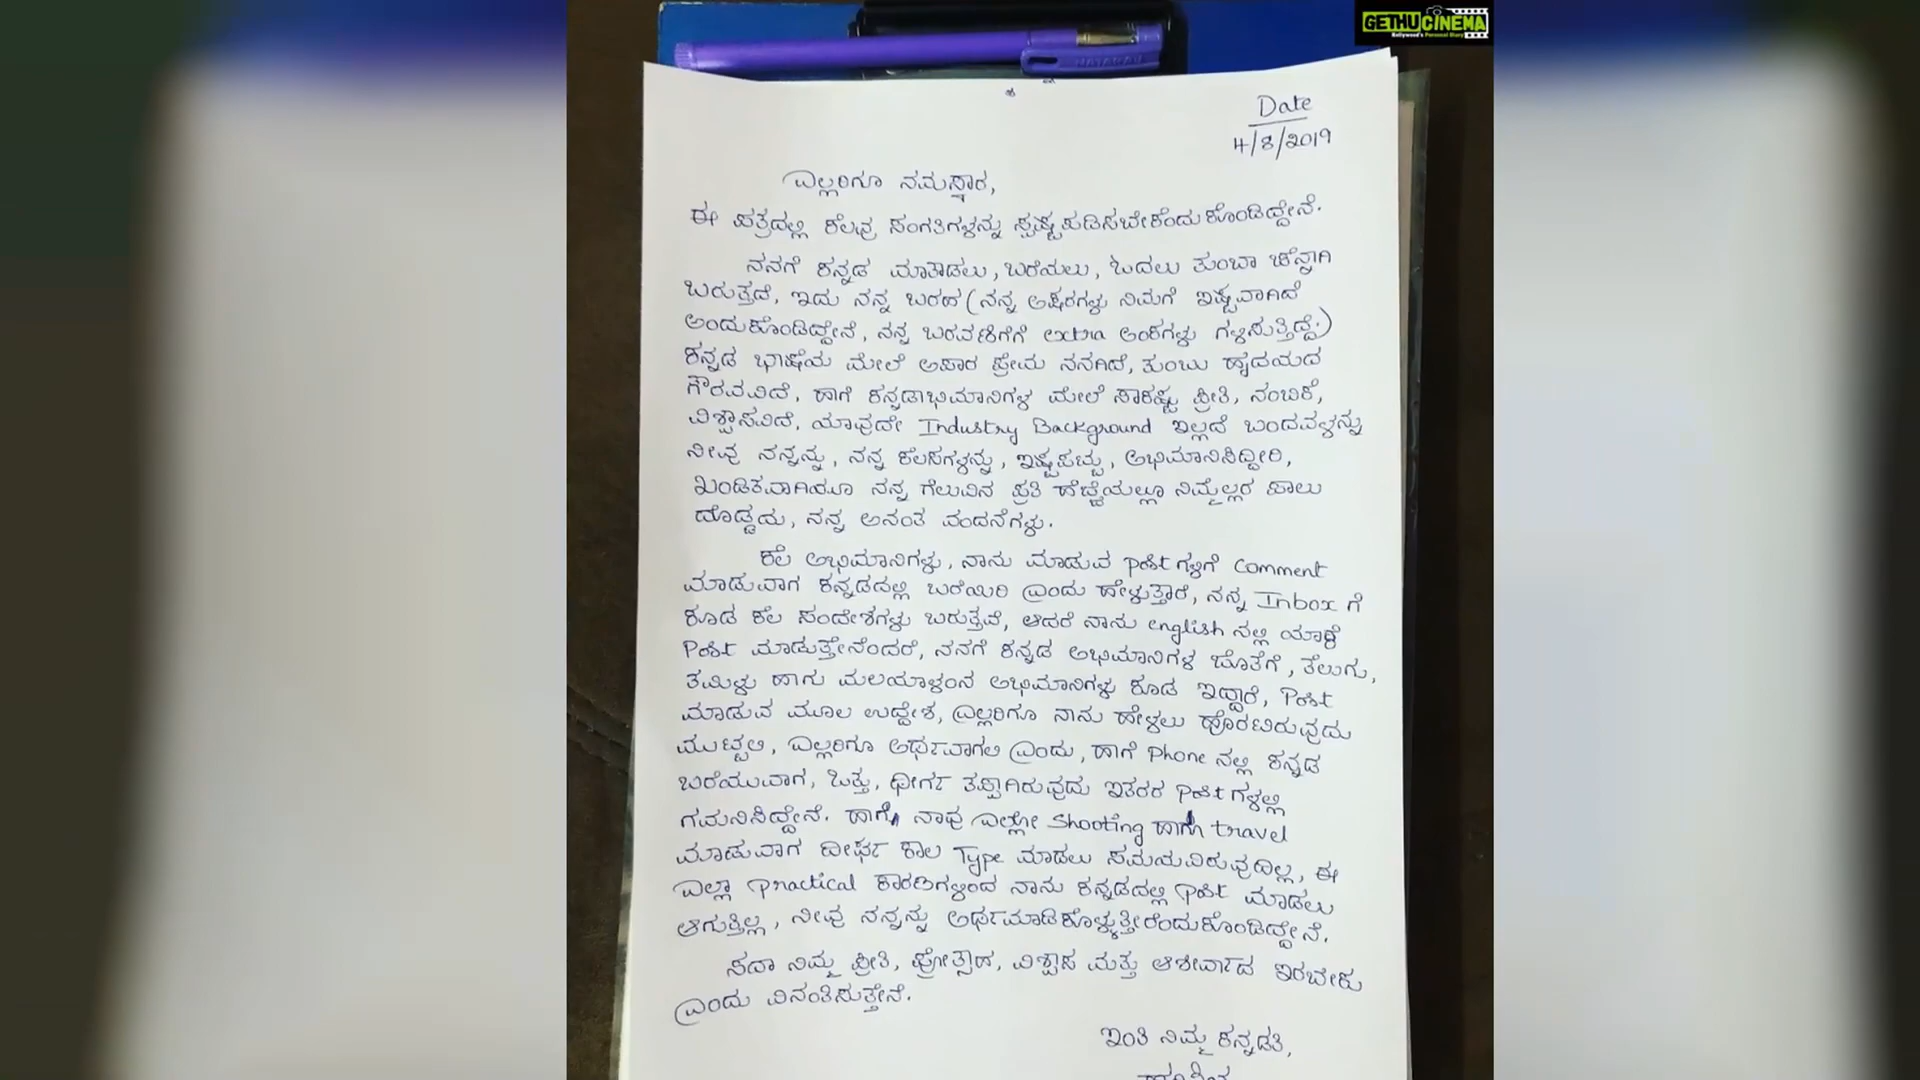 GETHU CINEMA
Kollywood's Personal Diary
NATARAJ
Date
4/8/2019
ಎಲ್ಲರಿಗೂ ನಮಸ್ಕಾರ,
ಈ ಪತ್ರದಲ್ಲಿ ಕೆಲವು ಸಂಗತಿಗಳನ್ನು ಸ್ಪಷ್ಟಪಡಿಸಬೇಕೆಂದುಕೊಂಡಿದ್ದೇನೆ.
ನನಗೆ ಕನ್ನಡ ಮಾತಾಡಲು, ಬರೆಯಲು, ಓದಲು ತುಂಬಾ ಚೆನ್ನಾಗಿ
ಬರುತ್ತದೆ, ಇದು ನನ್ನ ಬರಹ (ನನ್ನ ಅಕ್ಷರಗಳು ನಿಮಗೆ ಇಷ್ಟವಾಗಿದೆ
ಅಂದುಕೊಂಡಿದ್ದೇನೆ, ನನ್ನ ಬರವಣಿಗೆಗೆ extra ಅಂಕಗಳು ಗಳಿಸುತ್ತಿದ್ದೆ.)
ಕನ್ನಡ ಭಾಷೆಯ ಮೇಲೆ ಅಪಾರ ಪ್ರೇಮ ನನಗಿದೆ, ತುಂಬು ಹೃದಯದ
ಗೌರವವಿದೆ, ಹಾಗೆ ಕನ್ನಡಾಭಿಮಾನಿಗಳ ಮೇಲೆ ಸಾಕಷ್ಟು ಪ್ರೀತಿ, ನಂಬಿಕೆ,
ವಿಶ್ವಾಸವಿದೆ, ಯಾವುದೇ Industry Background ಇಲ್ಲದೆ ಬಂದವಳನ್ನು
ನೀವು ನನ್ನನ್ನು, ನನ್ನ ಕೆಲಸಗಳನ್ನು, ಇಷ್ಟಪಟ್ಟು, ಅಭಿಮಾನಿಸಿದ್ದೀರಿ,
ಖಂಡಿತವಾಗಿಯೂ ನನ್ನ ಗೆಲುವಿನ ಪ್ರತಿ ಹೆಜ್ಜೆಯಲ್ಲೂ ನಿಮ್ಮೆಲ್ಲರ ಪಾಲು
ದೊಡ್ಡದು, ನನ್ನ ಅನಂತ ವಂದನೆಗಳು.
ಕೆಲ ಅಭಿಮಾನಿಗಳು, ನಾನು ಮಾಡುವ Post ಗಳಿಗೆ Comment
ಮಾಡುವಾಗ ಕನ್ನಡದಲ್ಲಿ ಬರೆಯಿರಿ ಎಂದು ಹೇಳುತ್ತಾರೆ, ನನ್ನ Inbox ಗೆ
ಕೂಡ ಕೆಲ ಸಂದೇಶಗಳು ಬರುತ್ತವೆ, ಆದರೆ ನಾನು english ನಲ್ಲಿ ಯಾಕೆ
Post ಮಾಡುತ್ತೇನೆಂದರೆ, ನನಗೆ ಕನ್ನಡ ಅಭಿಮಾನಿಗಳ ಜೊತೆಗೆ, ತೆಲುಗು,
ತಮಿಳು ಹಾಗು ಮಲಯಾಳಂನ ಅಭಿಮಾನಿಗಳು ಕೂಡ ಇದ್ದಾರೆ, Post
ಮಾಡುವ ಮೂಲ ಉದ್ದೇಶ, ಎಲ್ಲರಿಗೂ ನಾನು ಹೇಳಲು ಹೊರಟಿರುವುದು
ಮುಟ್ಟಲಿ, ಎಲ್ಲರಿಗೂ ಅರ್ಥವಾಗಲಿ ಎಂದು, ಹಾಗೆ Phone ನಲ್ಲಿ ಕನ್ನಡ
ಬರೆಯುವಾಗ, ಒತ್ತು, ಧೀರ್ಗ ತಪ್ಪಾಗಿರುವುದು ಇತರರ Post ಗಳಲ್ಲಿ
ಗಮನಿಸಿದ್ದೇನೆ. ಹಾಗೆ, ನಾವು ಎಲ್ಲೋ Shooting ಹಾಗೂ travel
ಮಾಡುವಾಗ ದೀರ್ಘ ಕಾಲ Type ಮಾಡಲು ಸಮಯವಿರುವುದಿಲ್ಲ, ಈ
ಎಲ್ಲಾ Practical ಕಾರಣಗಳಿಂದ ನಾನು ಕನ್ನಡದಲ್ಲಿ Post ಮಾಡಲು
ಆಗುತ್ತಿಲ್ಲ, ನೀವು ನನ್ನನ್ನು ಅರ್ಥಮಾಡಿಕೊಳ್ಳುತ್ತೀರೆಂದುಕೊಂಡಿದ್ದೇನೆ.
ಸದಾ ನಿಮ್ಮ ಪ್ರೀತಿ, ಪ್ರೋತ್ಸಾಹ, ವಿಶ್ವಾಸ ಮತ್ತು ಆಶೀರ್ವಾದ ಇರಬೇಕು
ಎಂದು ವಿನಂತಿಸುತ್ತೇನೆ.
ಇಂತಿ ನಿಮ್ಮ ಕನ್ನಡತಿ,